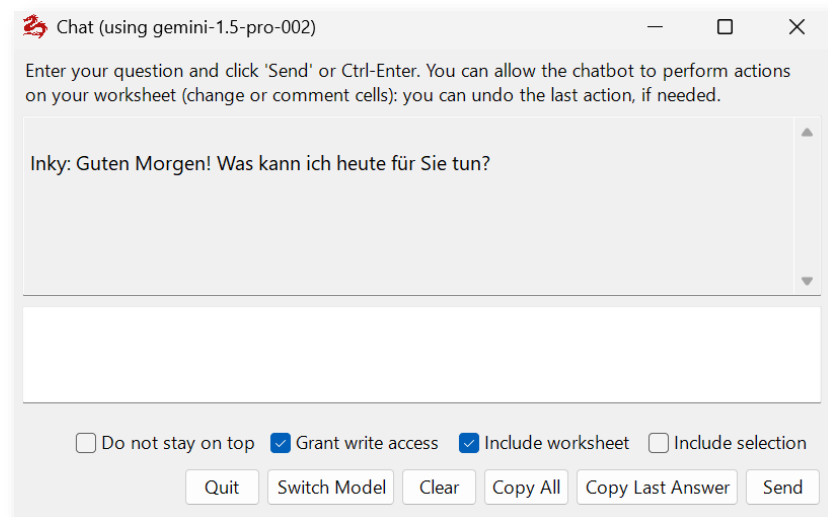 Chat (using gemini-1.5-pro-002)
Enter your question and click 'Send' or Ctrl-Enter. You can allow the chatbot to perform actions
on your worksheet (change or comment cells): you can undo the last action, if needed.
Inky: Guten Morgen! Was kann ich heute für Sie tun?
Do not stay on top Grant write access Include worksheet Include selection
Quit Switch Model Clear Copy All Copy Last Answer Send